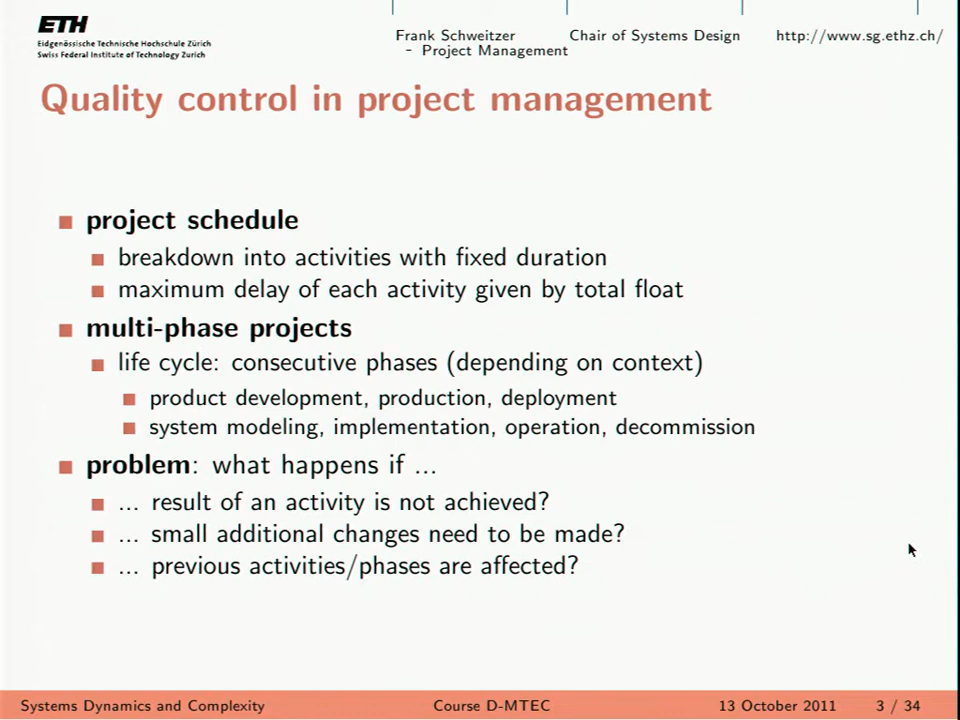 ETH
Eidgenössische Technische Hochschule Zürich
Swiss Federal Institute of Technology Zurich
Frank Schweitzer
- Project Management
Chair of Systems Design
http://www.sg.ethz.ch/
Quality control in project management
project schedule
breakdown into activities with fixed duration
maximum delay of each activity given by total float
multi-phase projects
life cycle: consecutive phases (depending on context)
product development, production, deployment
system modeling, implementation, operation, decommission
problem: what happens if ...
... result of an activity is not achieved?
... small additional changes need to be made?
... previous activities/phases are affected?
Systems Dynamics and Complexity
Course D-MTEC
13 October 2011
3 / 34